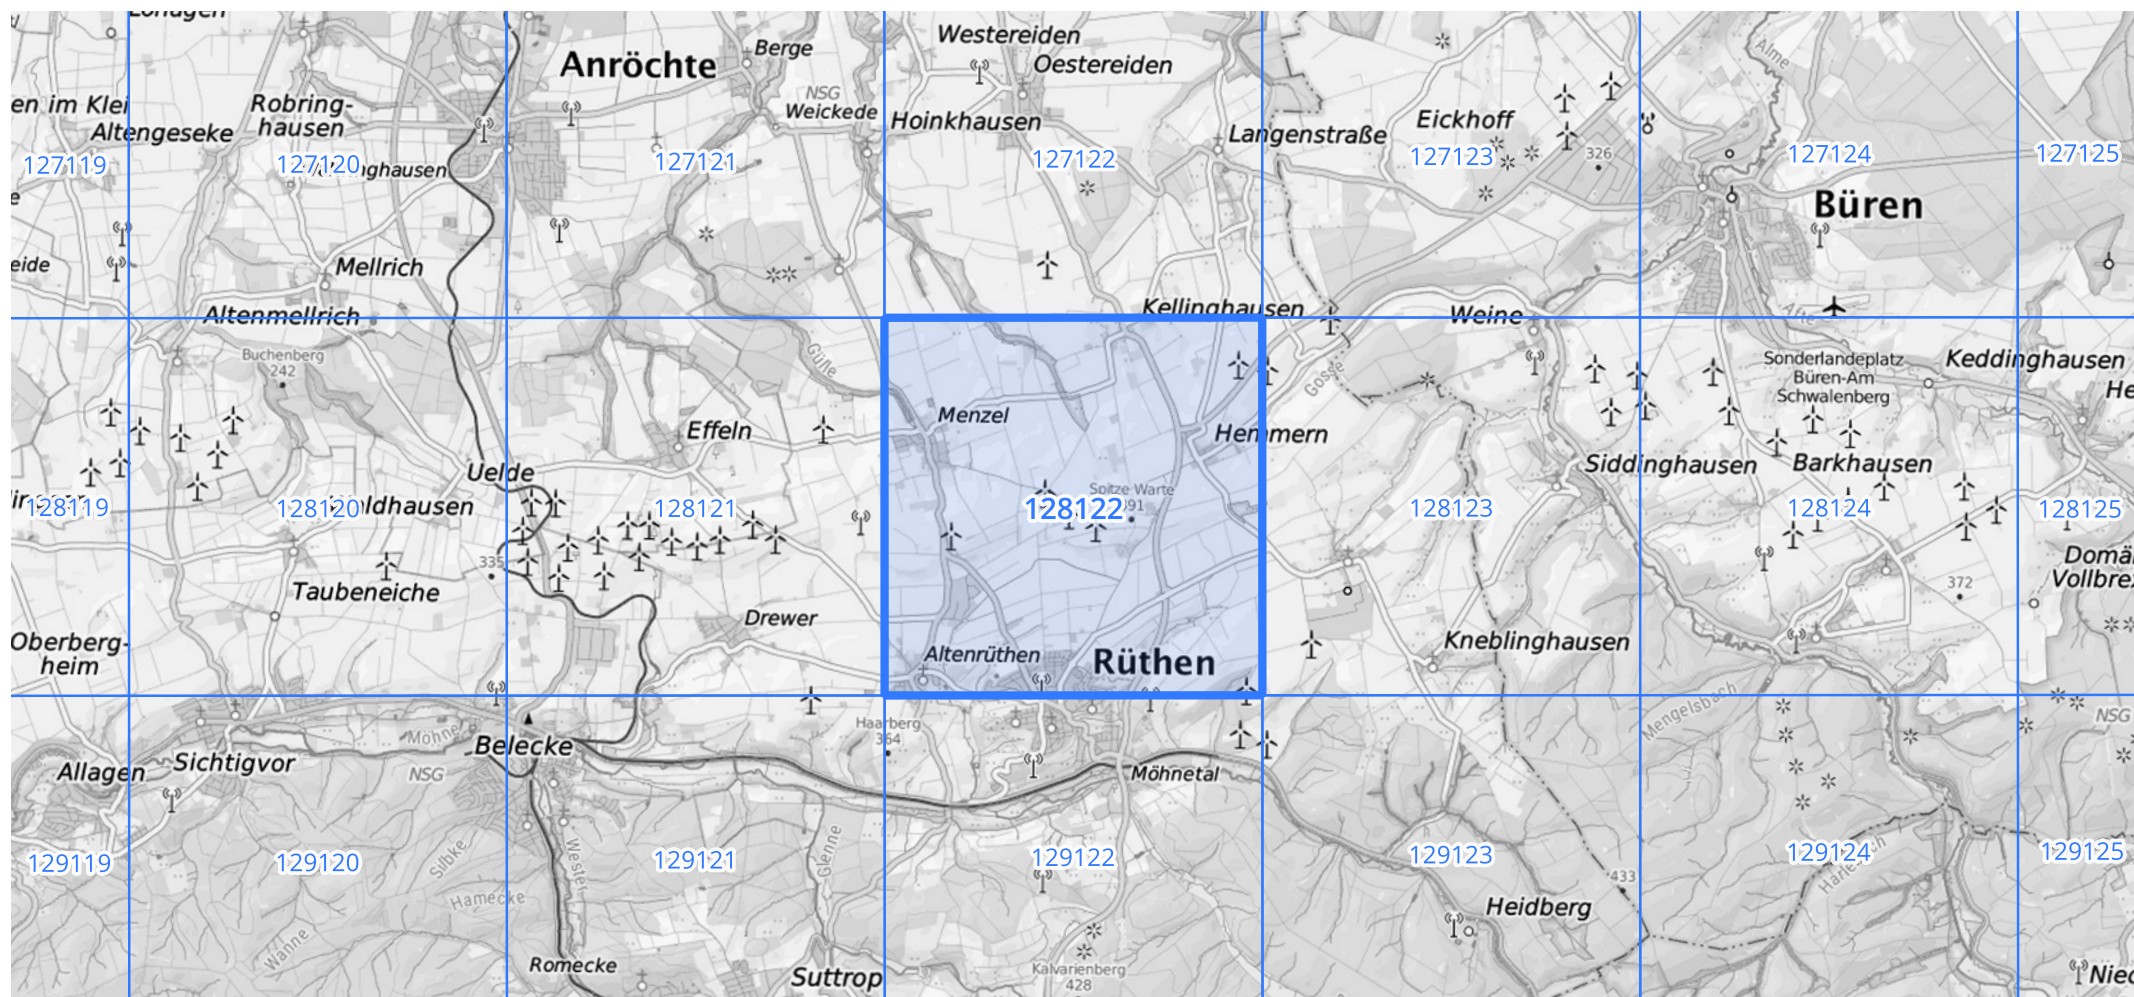 Anröchte
Berge
NSG
Weickede
Westereiden
Oestereiden
Hoinkhausen
Langenstraße
Eickhoff
326
Alme
Büren
en im Klei
Altengeseke
Robring-
hausen
127119
127120
127121
127122
127123
127124
127125
eide
Mellrich
Altenmellrich
Kellinghausen
Weine
Afte
Buchenberg
242
Gülle
Gosse
Sonderlandeplatz
Büren-Am
Schwalenberg
Keddinghausen
Menzel
Effeln
Hemmern
Uelde
Siddinghausen
Barkhausen
Spitze Warte
128119
128120
128121
128122
128123
128124
128125
335
372
Taubeneiche
Drewer
Oberberg-
heim
Altenrüthen
Rüthen
Kneblinghausen
Mengelsbach
NSG
Haarberg
364
Möhne
Belecke
Allagen
Sichtigvor
NSG
Möhnetal
129119
129120
129121
129122
129123
129124
129125
Silbke
Wester
Glenne
Hamecke
Wanne
433
Heidberg
Romecke
Suttrop
Kalvarienberg
428